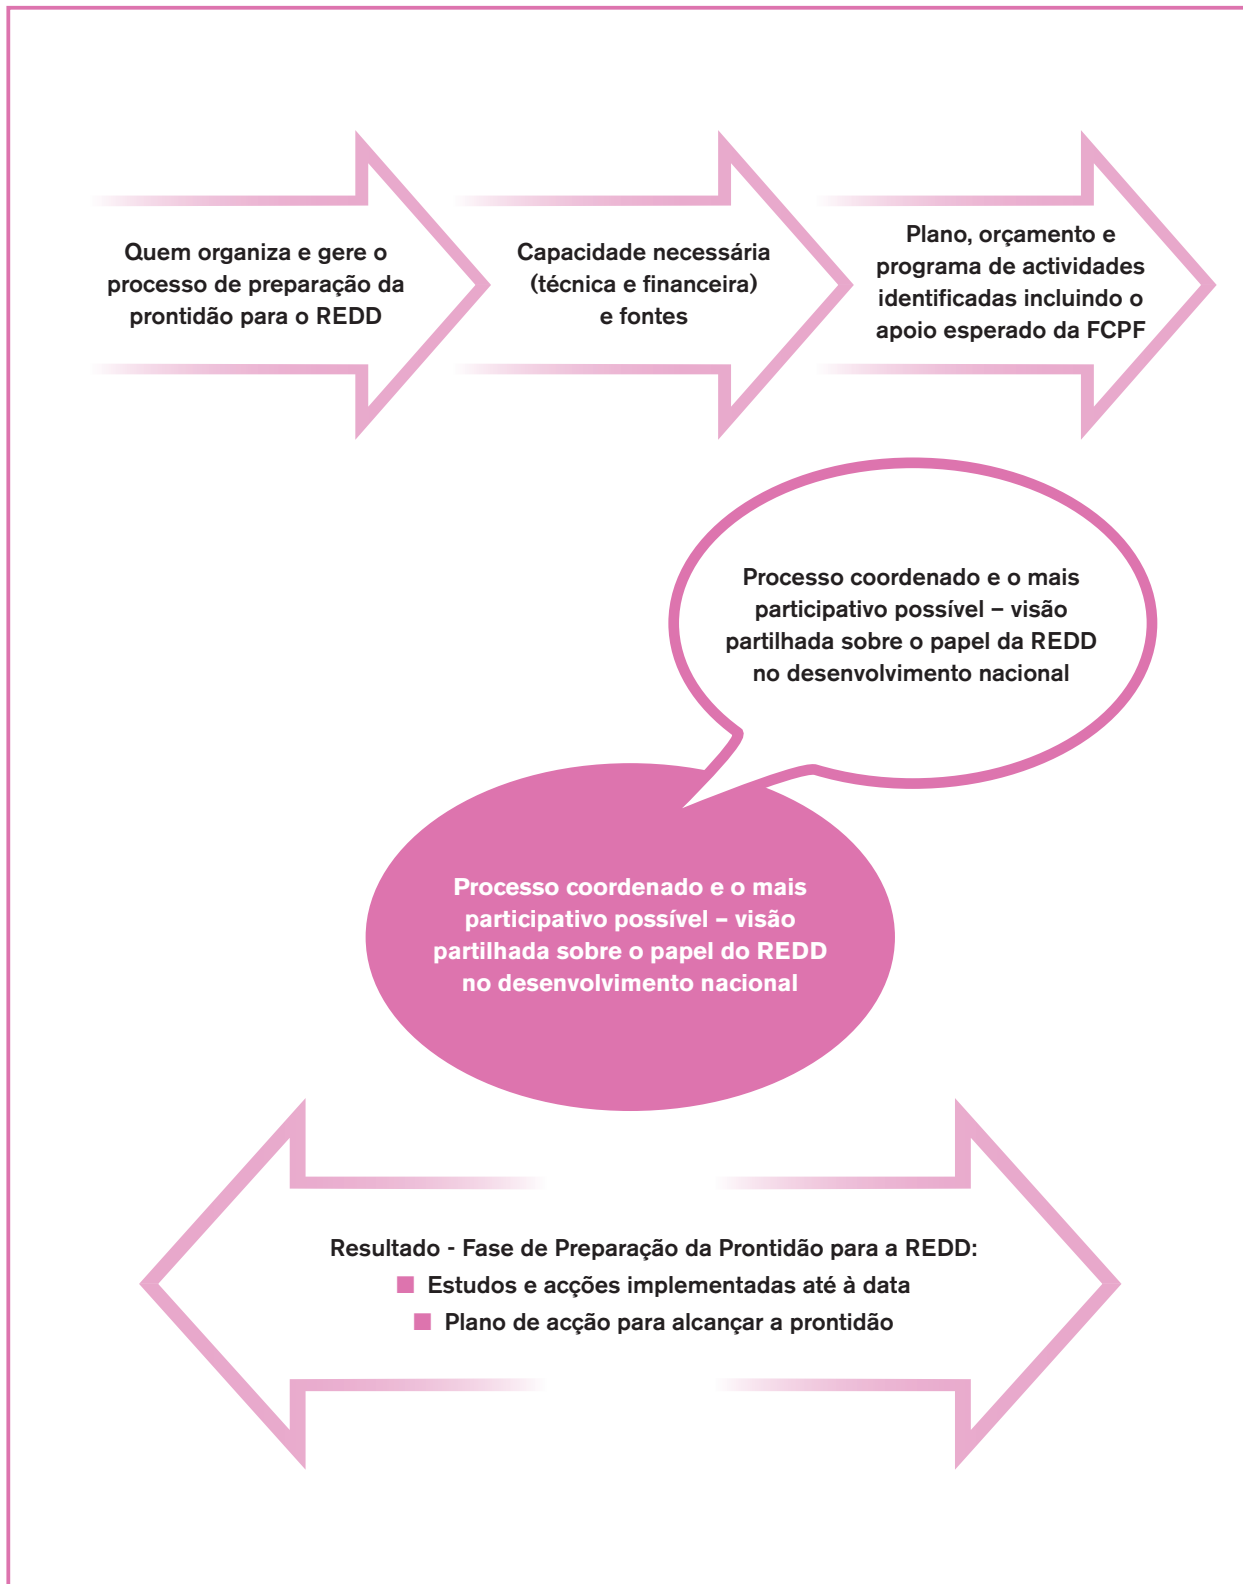 Quem organiza e gere o
processo de preparação da
prontidão para o REDD
Capacidade necessária
(técnica e financeira)
e fontes
Plano, orçamento e
programa de actividades
identificadas incluindo o
apoio esperado da FCPF
Processo coordenado e o mais
participativo possível – visão
partilhada sobre o papel da REDD
no desenvolvimento nacional
Processo coordenado e o mais
participativo possível – visão
partilhada sobre o papel do REDD
no desenvolvimento nacional
Resultado - Fase de Preparação da Prontidão para a REDD:
■ Estudos e acções implementadas até à data
■ Plano de acção para alcançar a prontidão